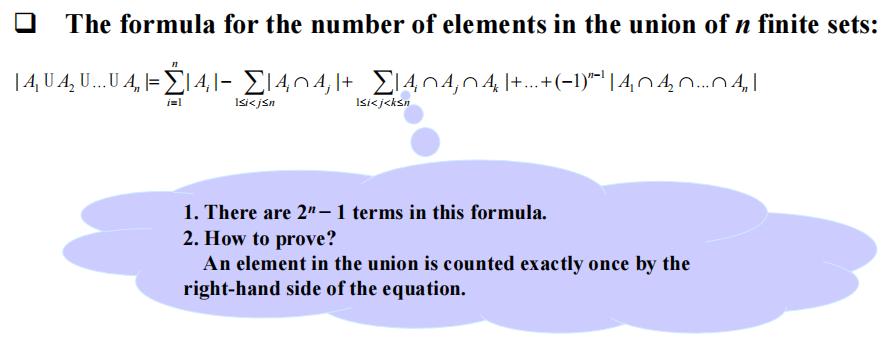 ❑ The formula for the number of elements in the union of n finite sets:
|A₁ ∪ A₂ ∪ ... ∪ Aₙ| = ∑ᵢ₌₁ⁿ |Aᵢ| − ∑_{1≤i<j≤n} |Aᵢ ∩ Aⱼ| + ∑_{1≤i<j<k≤n} |Aᵢ ∩ Aⱼ ∩ Aₖ| + ... + (−1)ⁿ⁻¹ |A₁ ∩ A₂ ∩ ... ∩ Aₙ|
1. There are 2ⁿ – 1 terms in this formula.
2. How to prove?
An element in the union is counted exactly once by the
right-hand side of the equation.